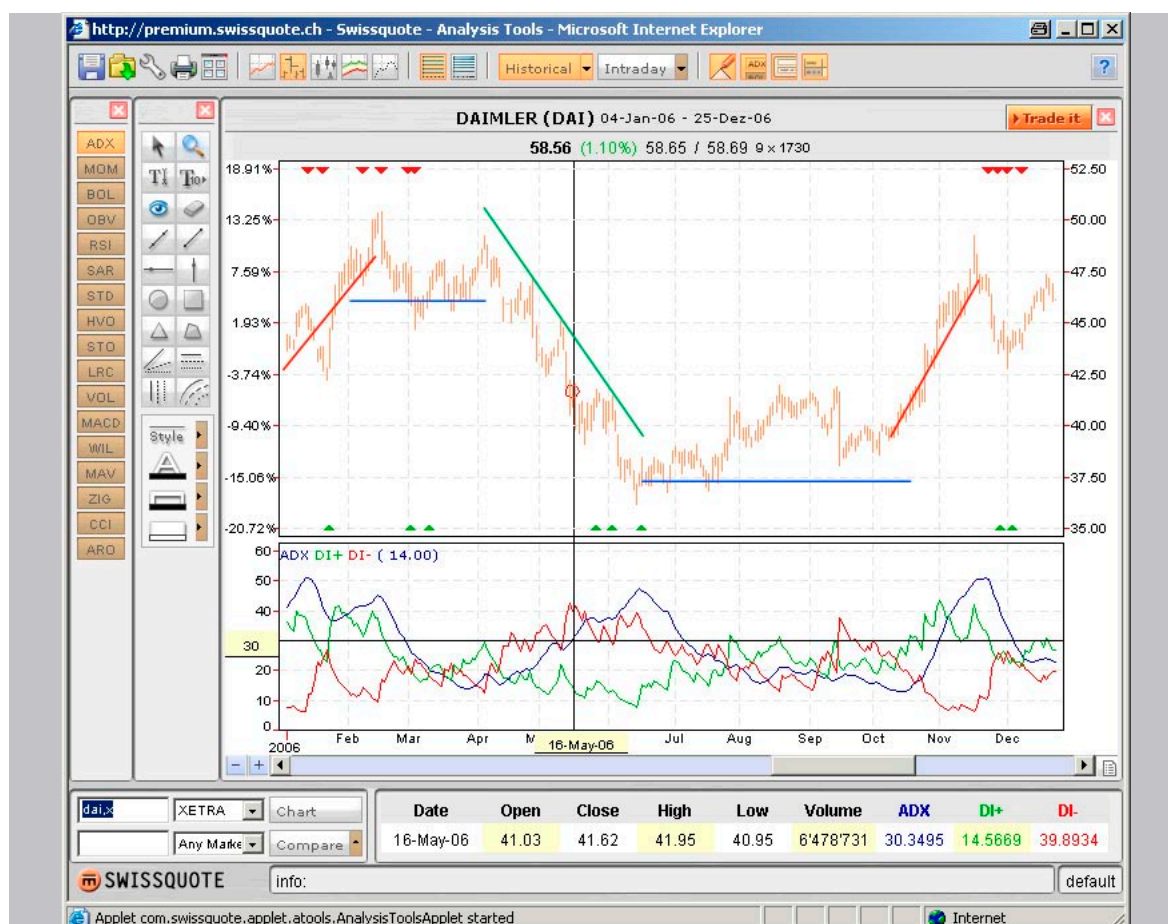 http://premium.swissquote.ch - Swissquote - Analysis Tools - Microsoft Internet Explorer
Historical Intraday ADX ?
DAIMLER (DAI) 04-Jan-06 - 25-Dez-06 Trade it
58.56 (1.10%) 58.65 / 58.69 9 x 1730
ADX
MOM
BOL
OBV
RSI
SAR
STD
HVO
STO
LRC
VOL
MACD
WIL
MAV
ZIG
CCI
ARO
Style
A
18.91% 52.50
13.25% 50.00
7.59% 47.50
1.93% 45.00
-3.74% 42.50
-9.40% 40.00
-15.06% 37.50
-20.72% 35.00
ADX DI+ DI- ( 14.00)
60
50
40
30
20
10
0
2006 Feb Mar Apr 16-May-06 Jul Aug Sep Oct Nov Dec
dai,x XETRA Chart
Any Marke Compare
Date Open Close High Low Volume ADX DI+ DI-
16-May-06 41.03 41.62 41.95 40.95 6'478'731 30.3495 14.5669 39.8934
SWISSQUOTE info: default
Applet com.swissquote.applet.atools.AnalysisToolsApplet started Internet